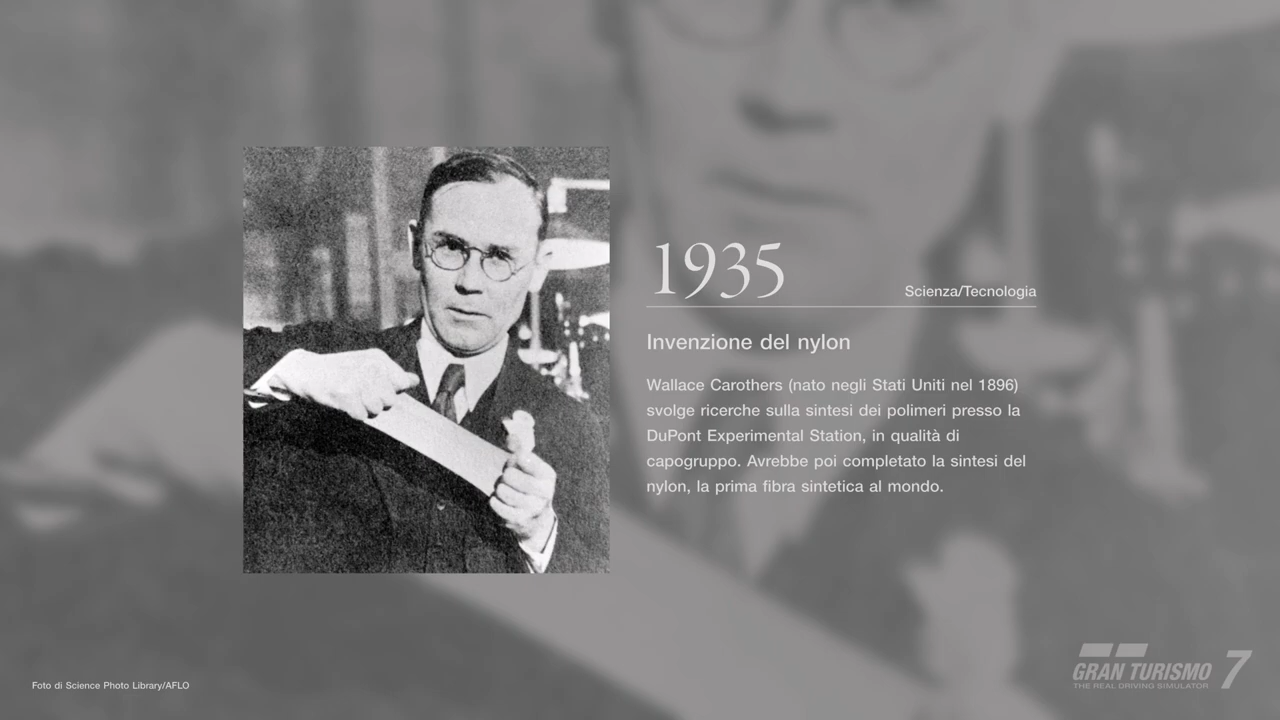 1935
Scienza/Tecnologia
Invenzione del nylon
Wallace Carothers (nato negli Stati Uniti nel 1896)
svolge ricerche sulla sintesi dei polimeri presso la
DuPont Experimental Station, in qualità di
capogruppo. Avrebbe poi completato la sintesi del
nylon, la prima fibra sintetica al mondo.
Foto di Science Photo Library/AFLO
GRAN TURISMO 7
THE REAL DRIVING SIMULATOR